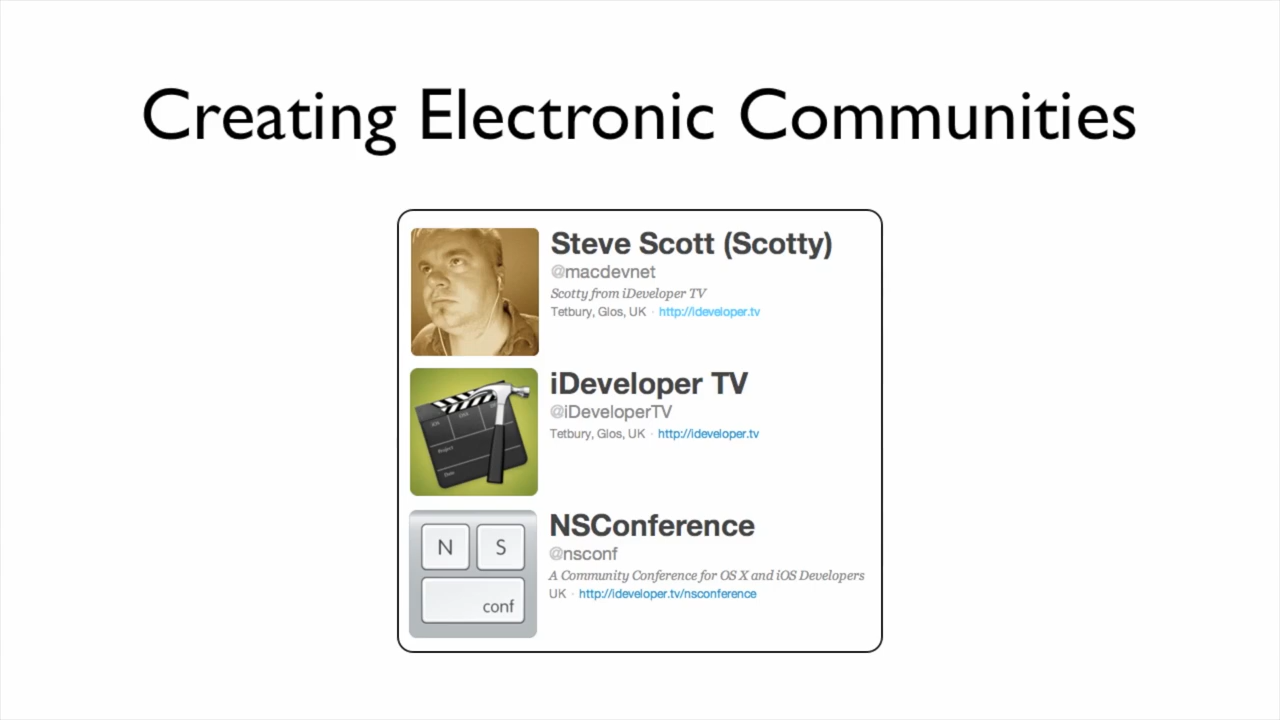 Creating Electronic Communities
Steve Scott (Scotty)
@macdevnet
Scotty from iDeveloper TV
Tetbury, Glos, UK · http://ideveloper.tv
iDeveloper TV
@iDeveloperTV
Tetbury, Glos, UK · http://ideveloper.tv
N S
conf
NSConference
@nsconf
A Community Conference for OS X and iOS Developers
UK · http://ideveloper.tv/nsconference